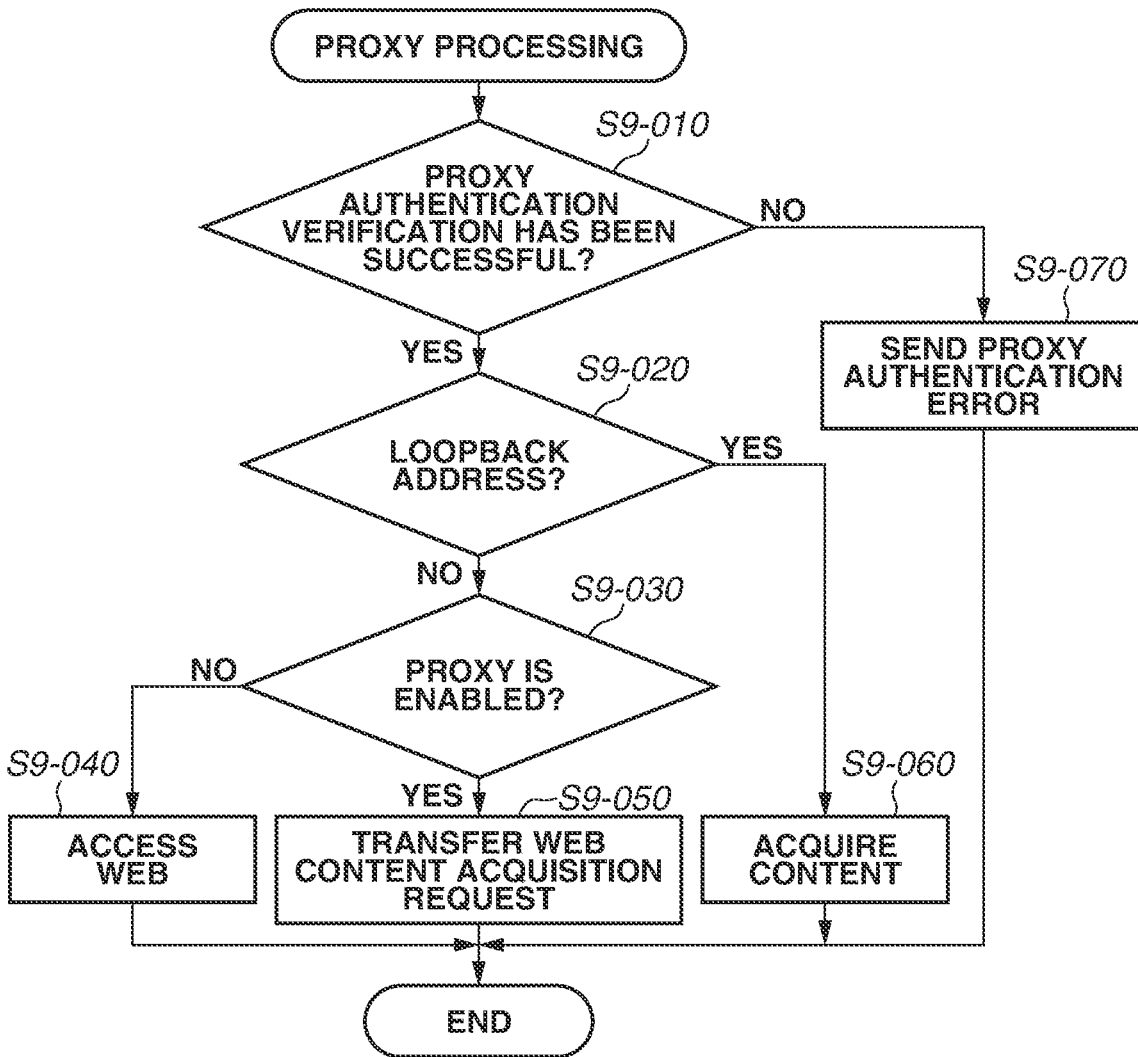 PROXY PROCESSING
S9-010
PROXY
AUTHENTICATION
VERIFICATION HAS BEEN
SUCCESSFUL?
NO
S9-070
SEND PROXY
AUTHENTICATION
ERROR
YES
S9-020
LOOPBACK
ADDRESS?
YES
NO
S9-030
PROXY IS
ENABLED?
NO
S9-040
ACCESS
WEB
YES
S9-050
TRANSFER WEB
CONTENT ACQUISITION
REQUEST
S9-060
ACQUIRE
CONTENT
END